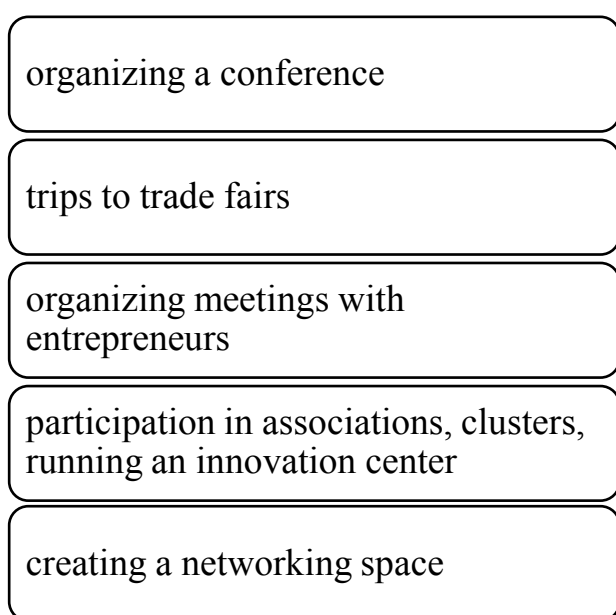 organizing a conference
trips to trade fairs
organizing meetings with
entrepreneurs
participation in associations, clusters,
running an innovation center
creating a networking space